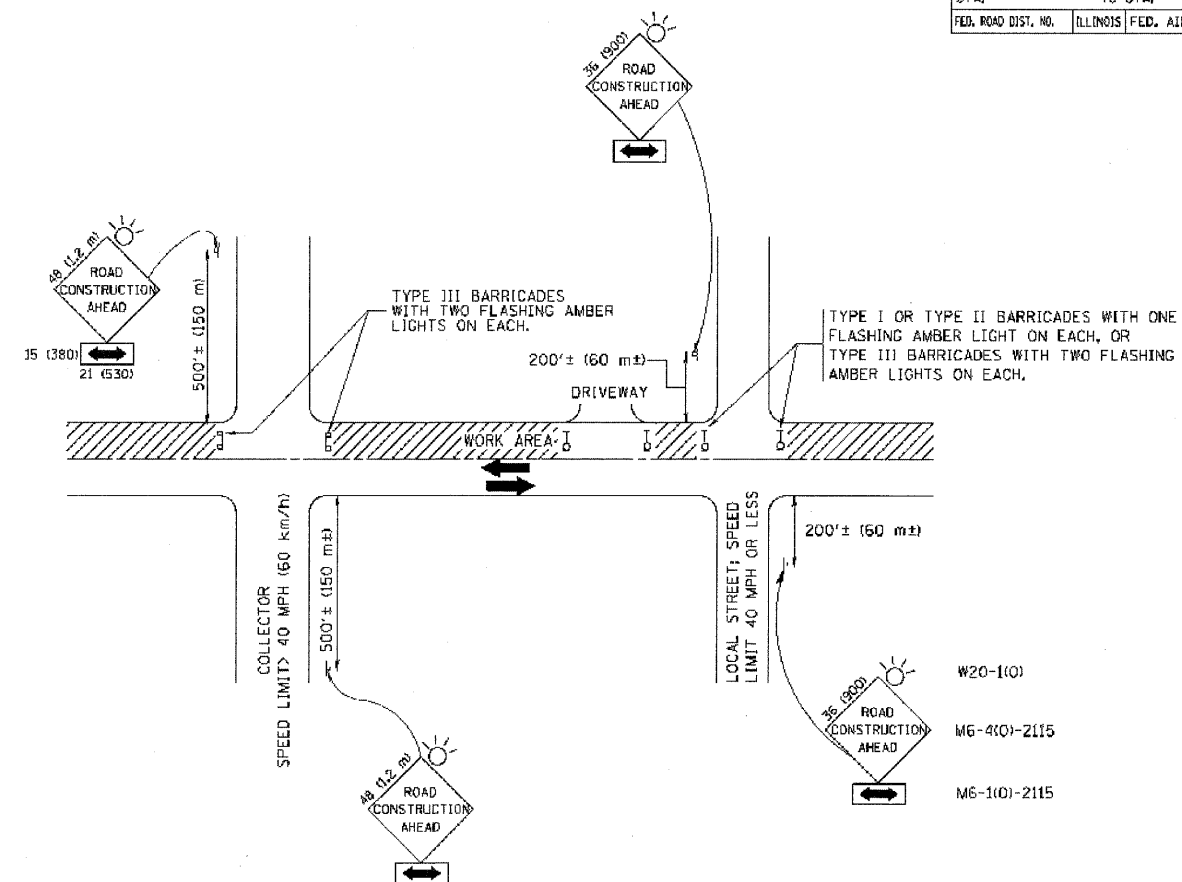 FED. ROAD DIST. NO. ILLINOIS FED. AI
36 (900)
ROAD
CONSTRUCTION
AHEAD
48 (1.2 m)
ROAD
CONSTRUCTION
AHEAD
15 (380)
21 (530)
500'± (150 m)
TYPE III BARRICADES
WITH TWO FLASHING AMBER
LIGHTS ON EACH.
TYPE I OR TYPE II BARRICADES WITH ONE
FLASHING AMBER LIGHT ON EACH, OR
TYPE III BARRICADES WITH TWO FLASHING
AMBER LIGHTS ON EACH.
200'± (60 m±)
DRIVEWAY
WORK AREA
COLLECTOR
SPEED LIMIT> 40 MPH (60 km/h)
500'± (150 m±)
LOCAL STREET; SPEED
LIMIT 40 MPH OR LESS
200'± (60 m±)
36 (900)
ROAD
CONSTRUCTION
AHEAD
W20-1(O)
M6-4(O)-2115
M6-1(O)-2115
48 (1.2 m)
ROAD
CONSTRUCTION
AHEAD